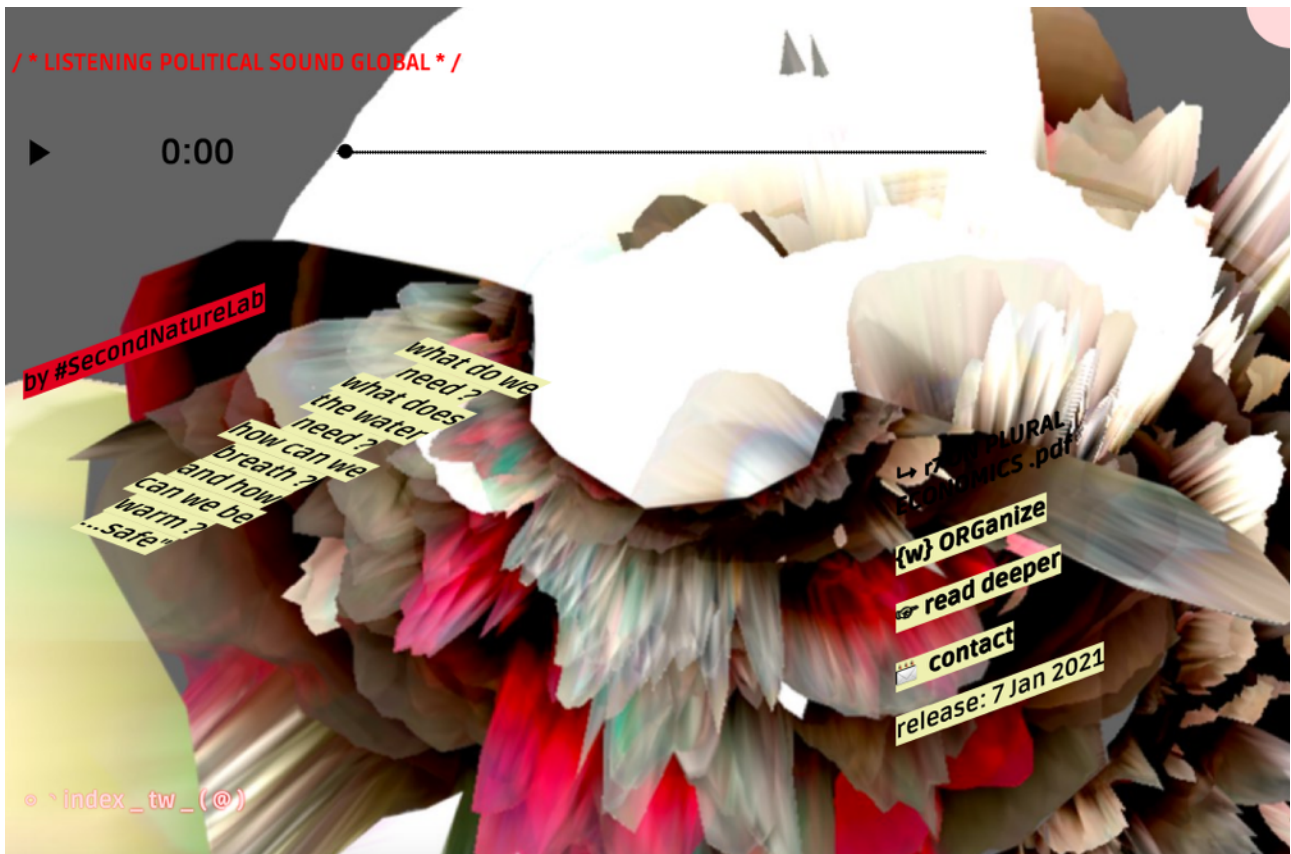 / * LISTENING POLITICAL SOUND GLOBAL * /
0:00
by #SecondNatureLab
what do we
need ?
what does
the water
need ?
how can we
breath ?
and how
can we be
warm ?
...safe"
PLURAL
ECONOMICS .pdf
{w} ORGanize
☞ read deeper
contact
release: 7 Jan 2021
index _ tw _ ( @ )